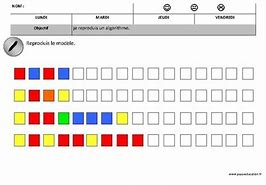 NOM :
LUNDI MARDI JEUDI VENDREDI
Objectif je reproduis un algorithme.
Reproduis le modèle.